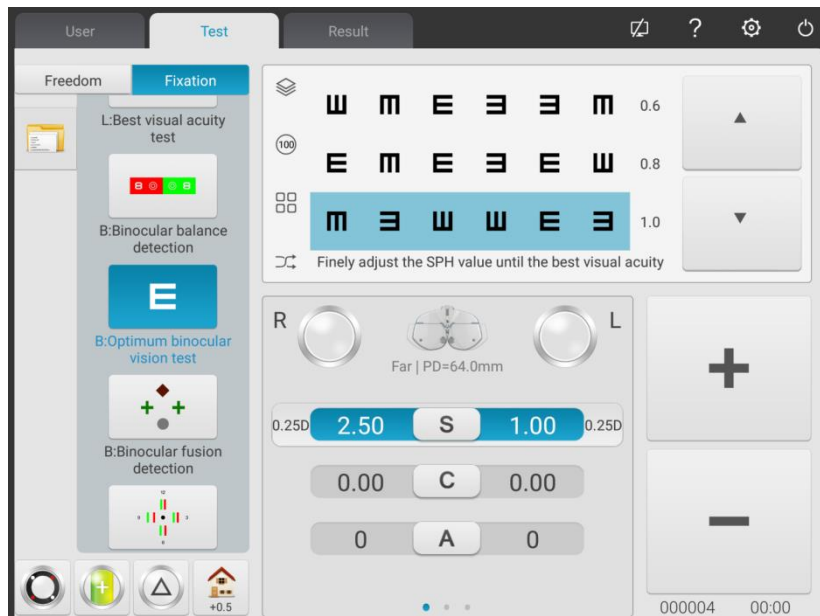 User
Test
Result
?
Freedom
Fixation
L:Best visual acuity
test
B:Binocular balance
detection
B:Optimum binocular
vision test
B:Binocular fusion
detection
+0.5
100
0.6
0.8
1.0
Finely adjust the SPH value until the best visual acuity
R
L
Far | PD=64.0mm
0.25D 2.50 S 1.00 0.25D
0.00 C 0.00
0 A 0
+
−
000004 00:00